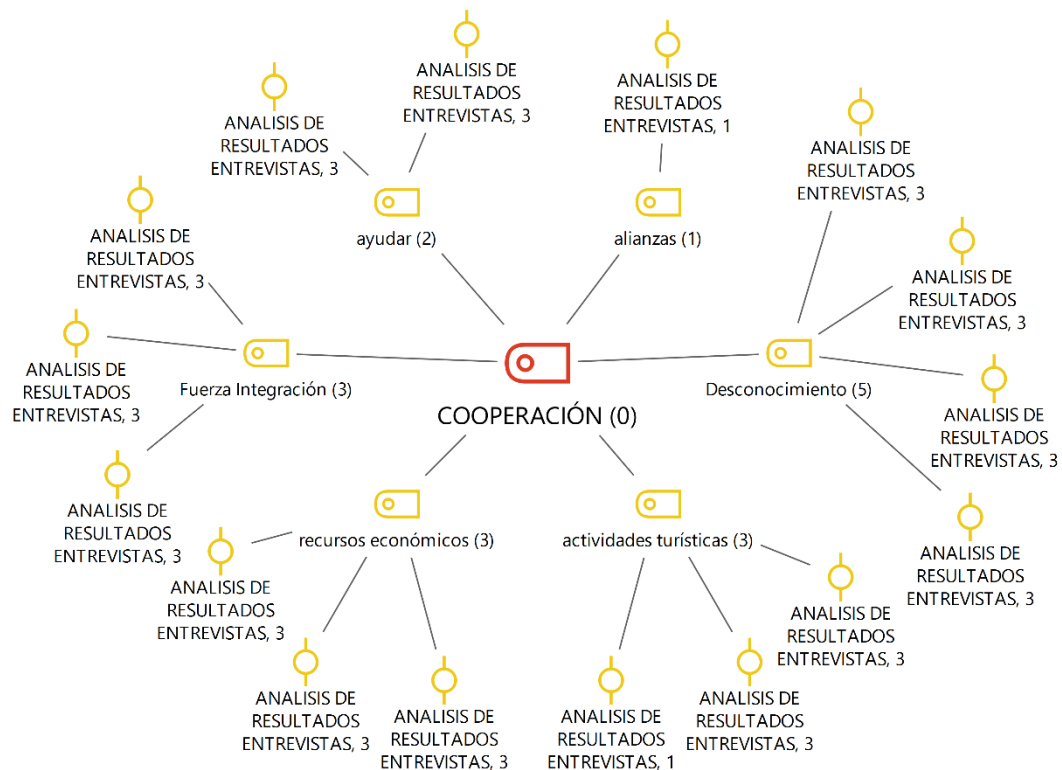 ANALISIS DE
RESULTADOS
ENTREVISTAS, 3
ANALISIS DE
RESULTADOS
ENTREVISTAS, 1
ANALISIS DE
RESULTADOS
ENTREVISTAS, 3
ANALISIS DE
RESULTADOS
ENTREVISTAS, 3
ayudar (2)
alianzas (1)
ANALISIS DE
RESULTADOS
ENTREVISTAS, 3
ANALISIS DE
RESULTADOS
ENTREVISTAS, 3
ANALISIS DE
RESULTADOS
ENTREVISTAS, 3
Fuerza Integración (3)
Desconocimiento (5)
COOPERACIÓN (0)
ANALISIS DE
RESULTADOS
ENTREVISTAS, 3
ANALISIS DE
RESULTADOS
ENTREVISTAS, 3
recursos económicos (3)
actividades turísticas (3)
ANALISIS DE
RESULTADOS
ENTREVISTAS, 3
ANALISIS DE
RESULTADOS
ENTREVISTAS, 3
ANALISIS DE
RESULTADOS
ENTREVISTAS, 3
ANALISIS DE
RESULTADOS
ENTREVISTAS, 3
ANALISIS DE
RESULTADOS
ENTREVISTAS, 3
ANALISIS DE
RESULTADOS
ENTREVISTAS, 1
ANALISIS DE
RESULTADOS
ENTREVISTAS, 3